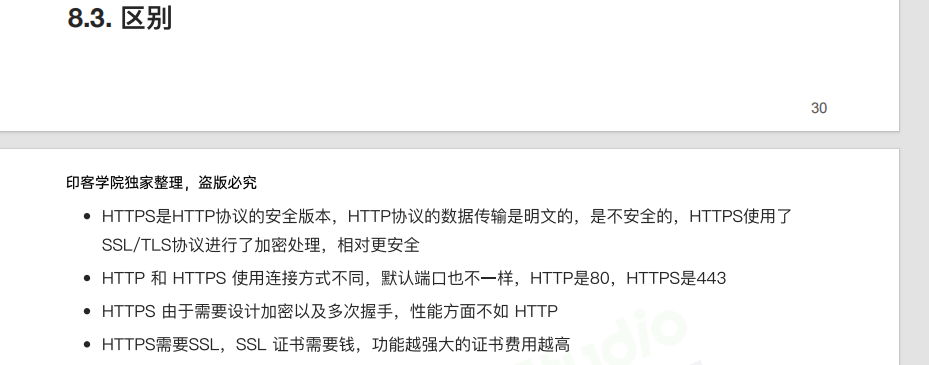 8.3. 区别
30
印客学院独家整理，盗版必究
• HTTPS是HTTP协议的安全版本，HTTP协议的数据传输是明文的，是不安全的，HTTPS使用了
SSL/TLS协议进行了加密处理，相对更安全
• HTTP 和 HTTPS 使用连接方式不同，默认端口也不一样，HTTP是80，HTTPS是443
• HTTPS 由于需要设计加密以及多次握手，性能方面不如 HTTP
• HTTPS需要SSL，SSL 证书需要钱，功能越强大的证书费用越高